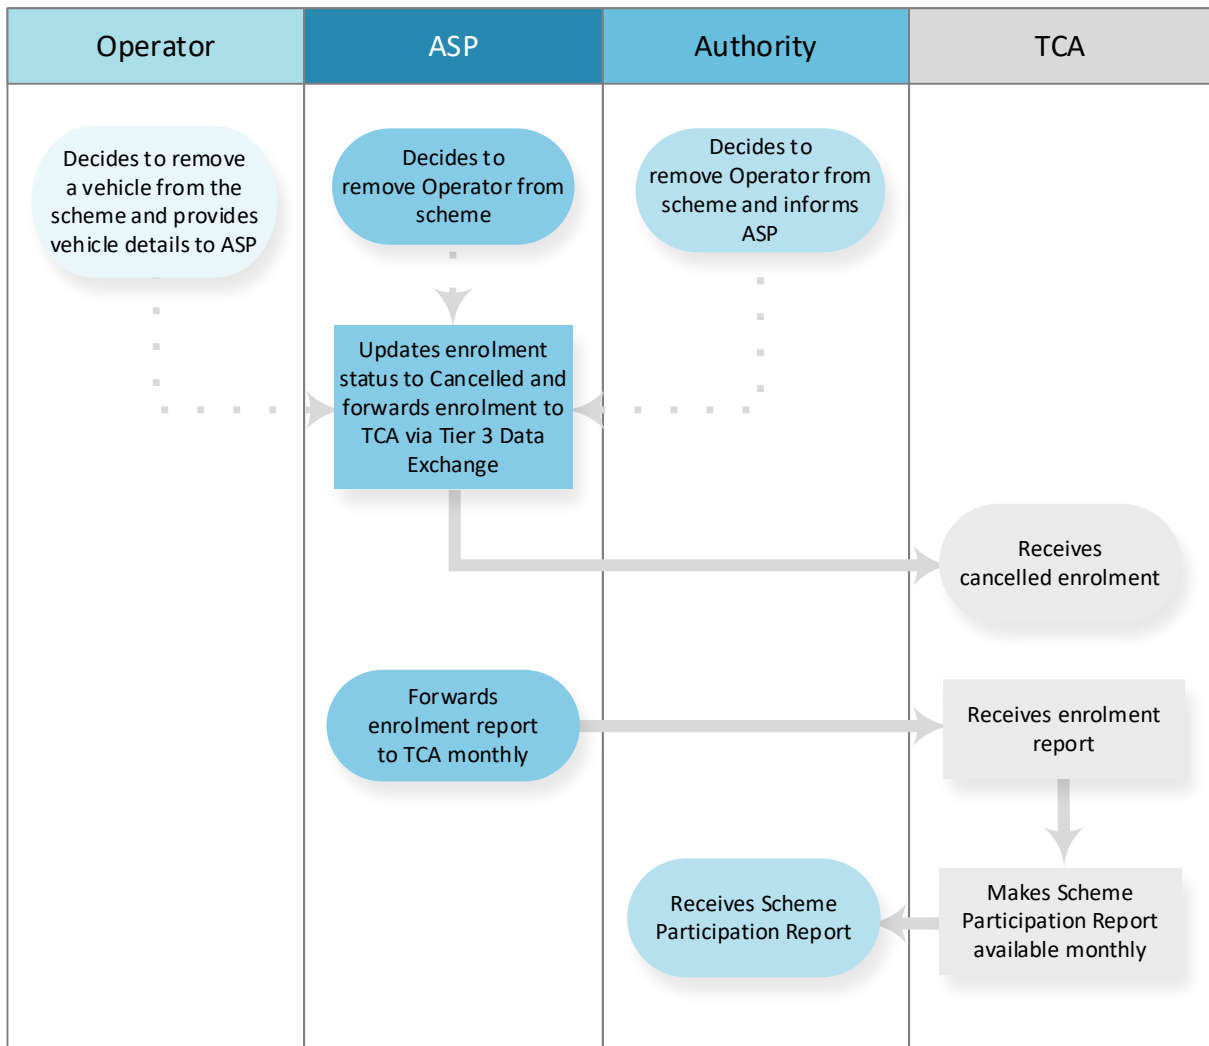 Operator
ASP
Authority
TCA
Decides to remove
a vehicle from the
scheme and provides
vehicle details to ASP
Decides to
remove Operator from
scheme
Decides to
remove Operator from
scheme and informs
ASP
Updates enrolment
status to Cancelled and
forwards enrolment to
TCA via Tier 3 Data
Exchange
Receives
cancelled enrolment
Forwards
enrolment report
to TCA monthly
Receives enrolment
report
Receives Scheme
Participation Report
Makes Scheme
Participation Report
available monthly